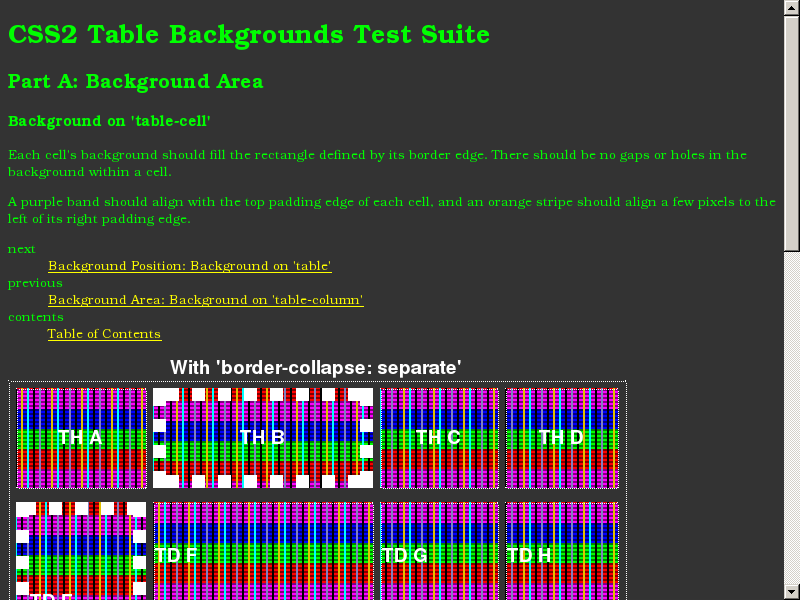 CSS2 Table Backgrounds Test Suite
Part A: Background Area
Background on 'table-cell'
Each cell's background should fill the rectangle defined by its border edge. There should be no gaps or holes in the
background within a cell.
A purple band should align with the top padding edge of each cell, and an orange stripe should align a few pixels to the
left of its right padding edge.
next
Background Position: Background on 'table'
previous
Background Area: Background on 'table-column'
contents
Table of Contents
With 'border-collapse: separate'
TH A TH B TH C TH D
TD F TD G TD H
TD E